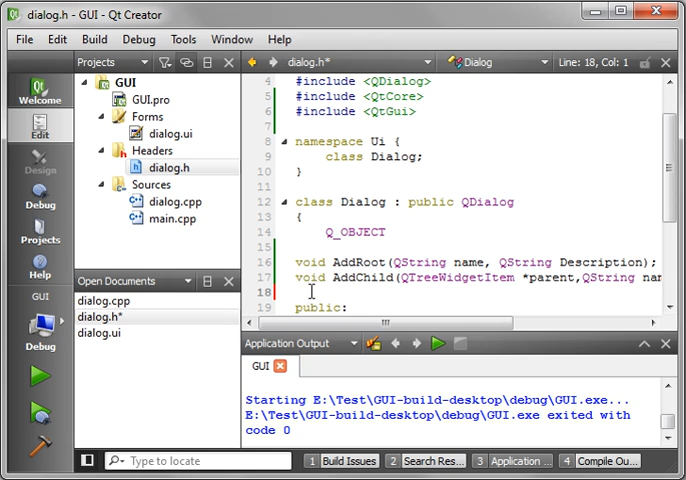 dialog.h - GUI - Qt Creator
File Edit Build Debug Tools Window Help
Projects
dialog.h*
Dialog
Line: 18, Col: 1
Welcome
Edit
Design
Debug
Projects
Help
GUI
Debug
GUI
GUI.pro
Forms
dialog.ui
Headers
dialog.h
Sources
dialog.cpp
main.cpp
Open Documents
dialog.cpp
dialog.h*
dialog.ui
4 #include <QDialog>
5 #include <QtCore>
6 #include <QtGui>
7
8 namespace Ui {
9 class Dialog;
10 }
11
12 class Dialog : public QDialog
13 {
14 Q_OBJECT
15
16 void AddRoot(QString name, QString Description);
17 void AddChild(QTreeWidgetItem *parent,QString nam
18
19 public:
Application Output
GUI
Starting E:\Test\GUI-build-desktop\debug\GUI.exe...
E:\Test\GUI-build-desktop\debug\GUI.exe exited with
code 0
Type to locate
1 Build Issues
2 Search Res...
3 Application ...
4 Compile Ou...